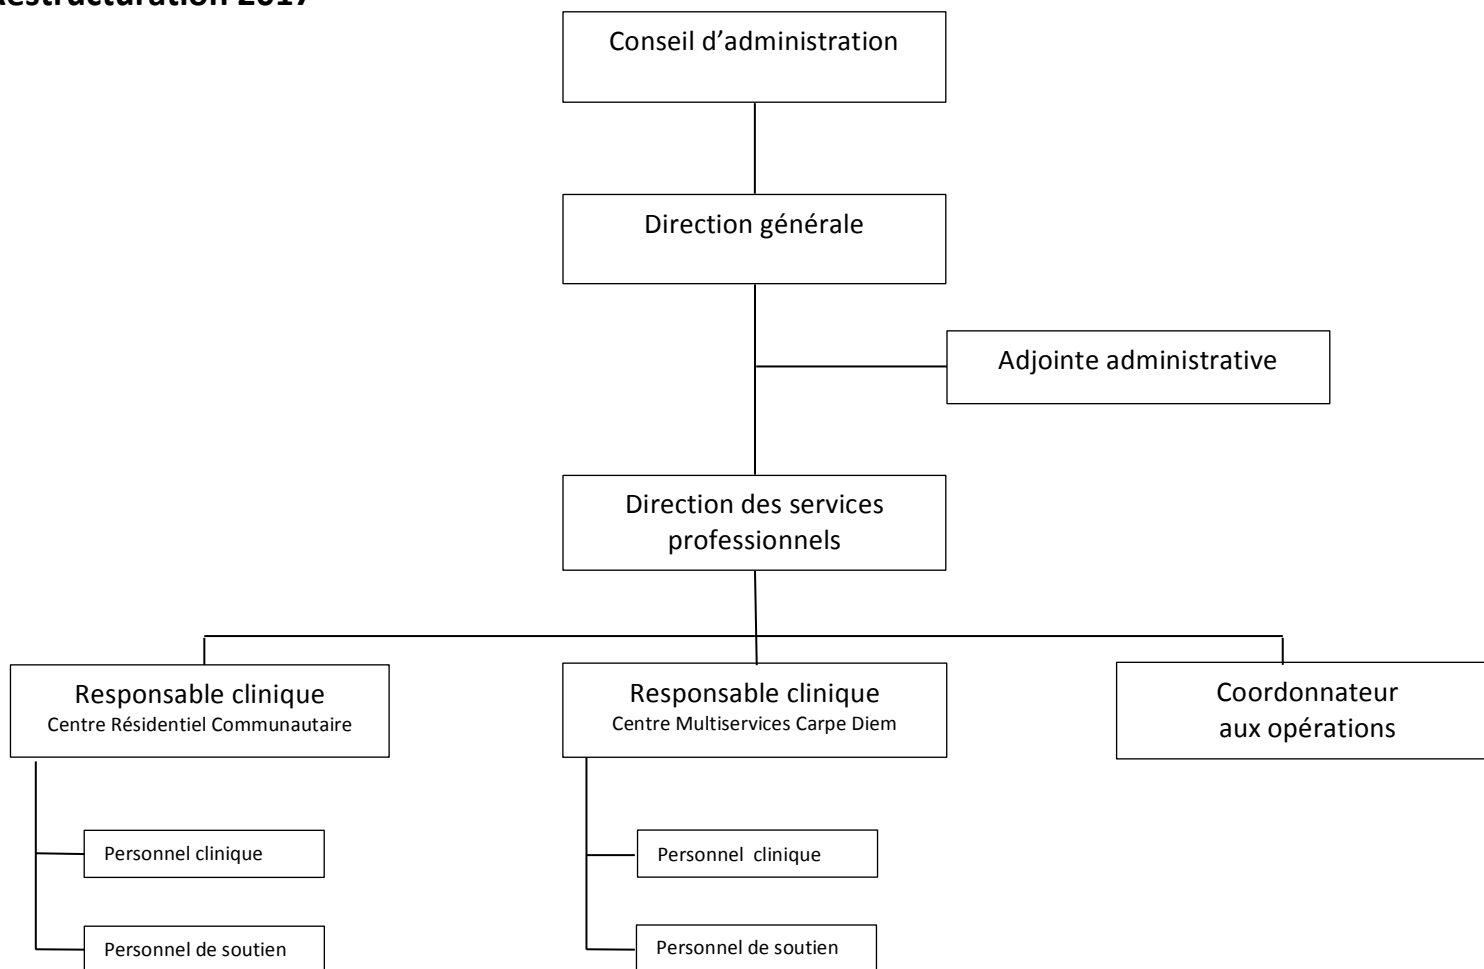 Restructuration 2017
Conseil d’administration
Direction générale
Adjointe administrative
Direction des services
professionnels
Responsable clinique
Centre Résidentiel Communautaire
Responsable clinique
Centre Multiservices Carpe Diem
Coordonnateur
aux opérations
Personnel clinique
Personnel clinique
Personnel de soutien
Personnel de soutien